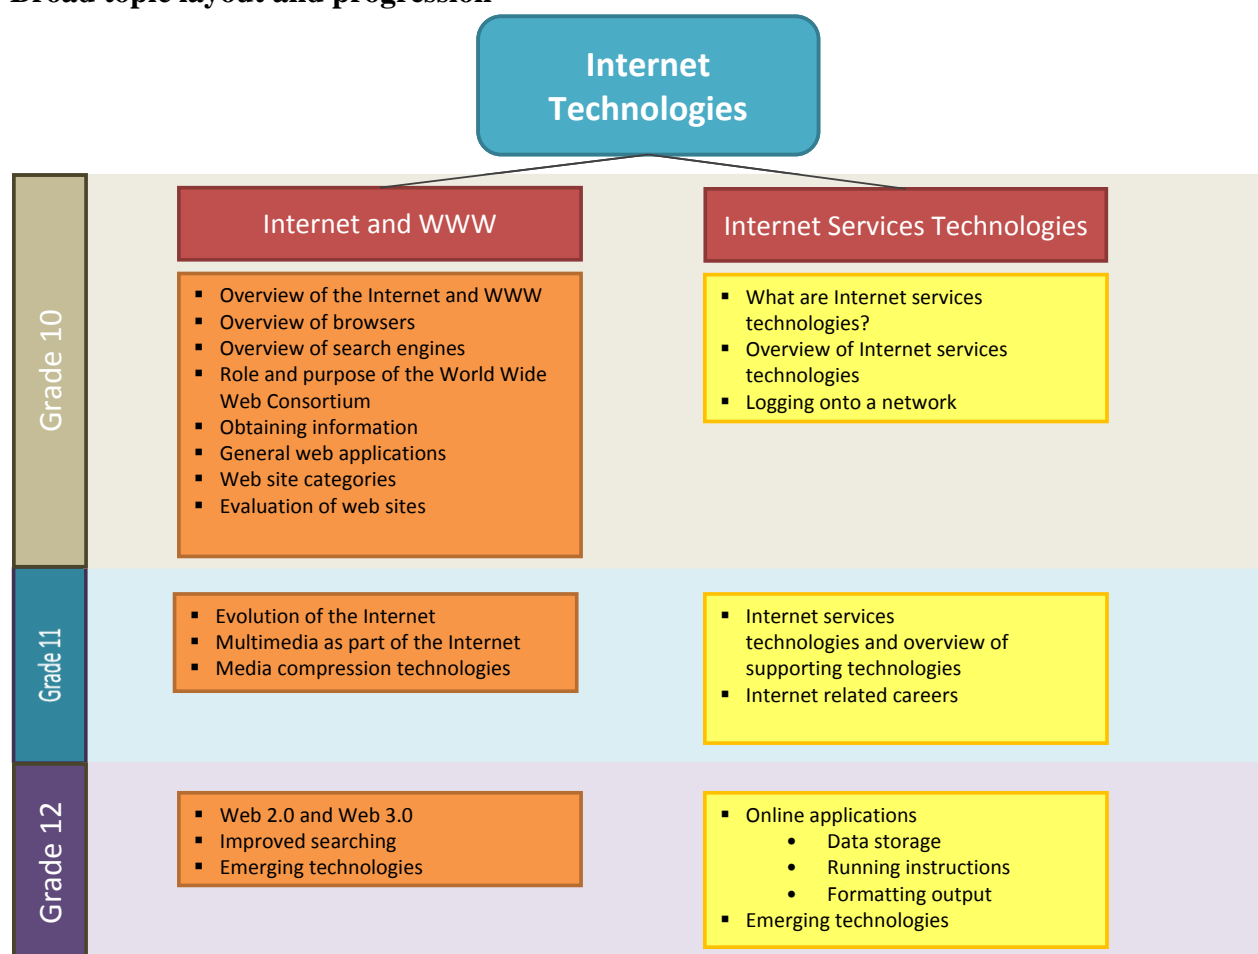 Broad topic layout and progression
Internet
Technologies
Grade 10
Internet and WWW
▪ Overview of the Internet and WWW
▪ Overview of browsers
▪ Overview of search engines
▪ Role and purpose of the World Wide
Web Consortium
▪ Obtaining information
▪ General web applications
▪ Web site categories
▪ Evaluation of web sites
Internet Services Technologies
▪ What are Internet services
technologies?
▪ Overview of Internet services
technologies
▪ Logging onto a network
Grade 11
▪ Evolution of the Internet
▪ Multimedia as part of the Internet
▪ Media compression technologies
▪ Internet services
technologies and overview of
supporting technologies
▪ Internet related careers
Grade 12
▪ Web 2.0 and Web 3.0
▪ Improved searching
▪ Emerging technologies
▪ Online applications
• Data storage
• Running instructions
• Formatting output
▪ Emerging technologies